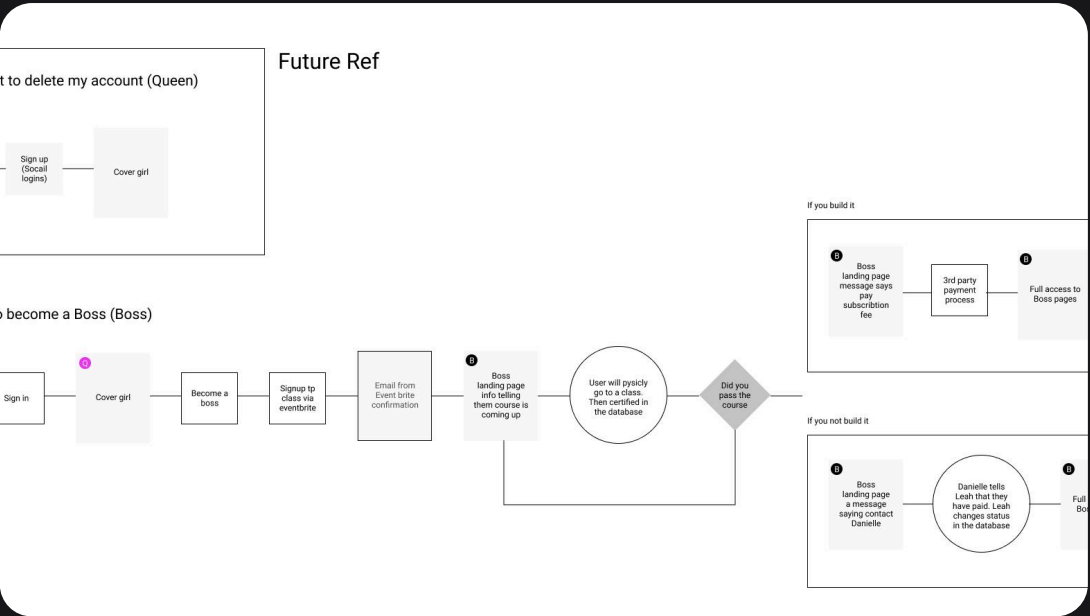 Future Ref
t to delete my account (Queen)
Sign up
(Socail
logins)
Cover girl
o become a Boss (Boss)
Sign in
Q
Cover girl
Become a
boss
Signup tp
class via
eventbrite
Email from
Event brite
confirmation
B
Boss
landing page
info telling
them course is
coming up
User will pysicly
go to a class.
Then certified in
the database
Did you
pass the
course
If you build it
B
Boss
landing page
message says
pay
subscribtion
fee
3rd party
payment
process
B
Full access to
Boss pages
If you not build it
B
Boss
landing page
a message
saying contact
Danielle
Danielle tells
Leah that they
have paid. Leah
changes status
in the database
B
Full
Bos